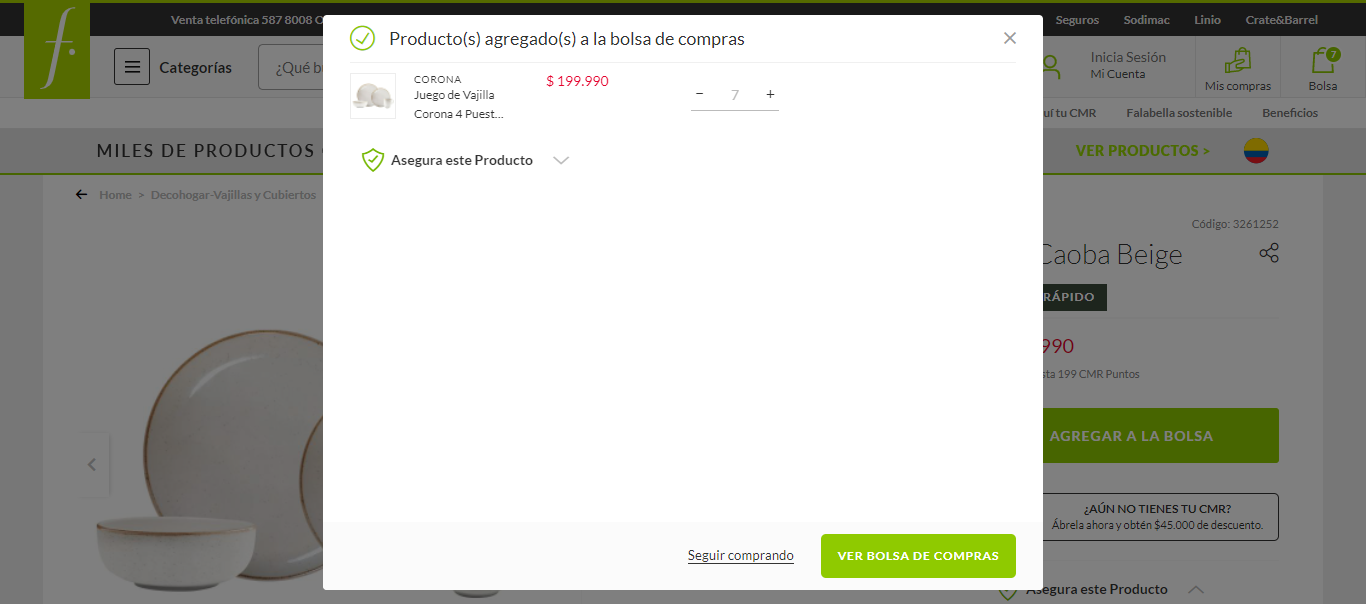 Venta telefónica 587 8008
Seguros
Sodimac
Linio
Crate&Barrel
f.
Categorías
¿Qué
Inicia Sesión
Mi Cuenta
Mis compras
7
Bolsa
CMR
Falabella sostenible
Beneficios
MILES DE PRODUCTOS
VER PRODUCTOS >
Home > Decohogar-Vajillas y Cubiertos
Producto(s) agregado(s) a la bolsa de compras
CORONA
Juego de Vajilla
Corona 4 Puest...
$ 199.990
− 7 +
Asegura este Producto
Seguir comprando
VER BOLSA DE COMPRAS
Código: 3261252
Caoba Beige
RÁPIDO
990
199 CMR Puntos
AGREGAR A LA BOLSA
¿AÚN NO TIENES TU CMR?
Ábrela ahora y obtén $45.000 de descuento.
Asegura este Producto